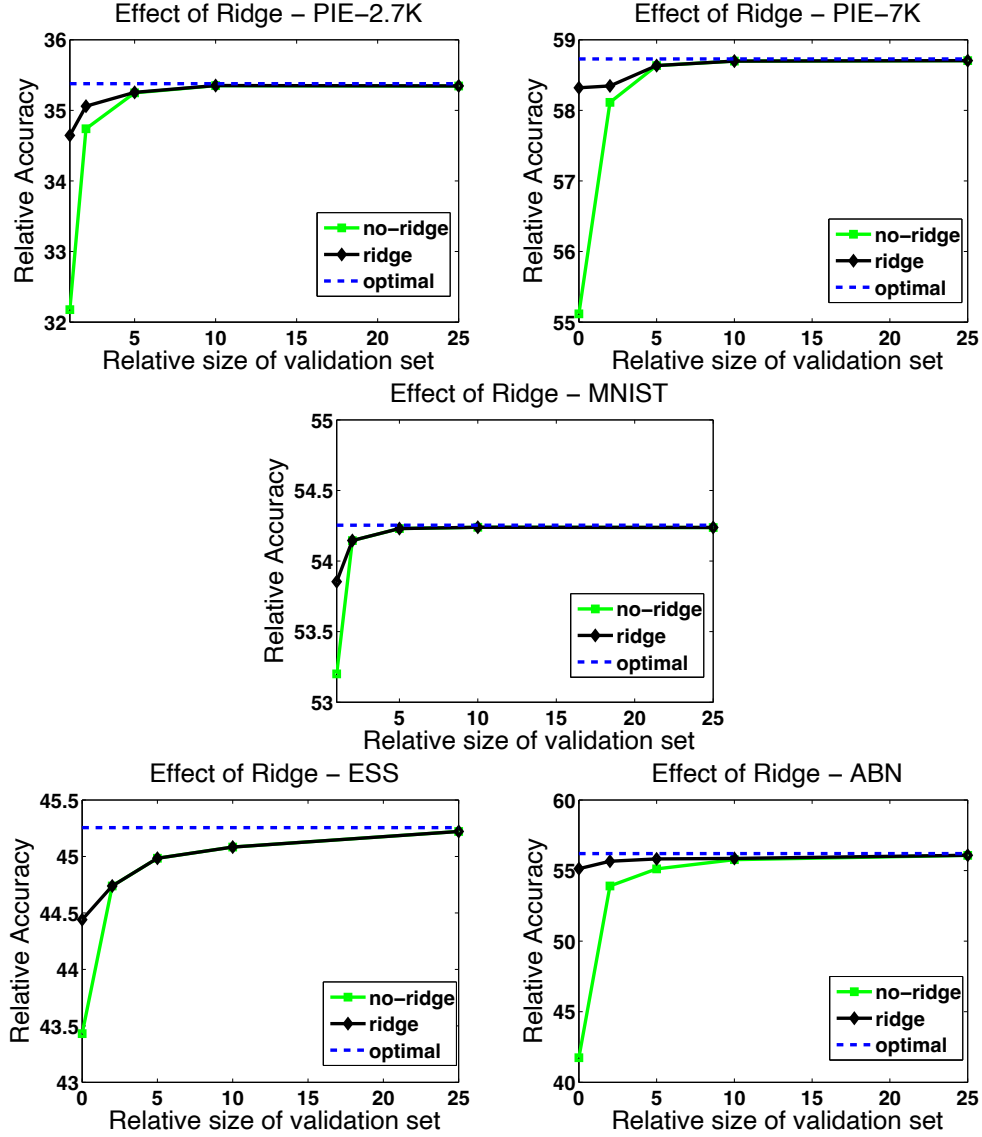 Effect of Ridge – PIE–2.7K
36
35
34
33
32
5
10
15
20
25
Relative Accuracy
Relative size of validation set
no–ridge
ridge
optimal
Effect of Ridge – PIE–7K
59
58
57
56
55
0
5
10
15
20
25
Relative Accuracy
Relative size of validation set
no–ridge
ridge
optimal
Effect of Ridge – MNIST
55
54.5
54
53.5
53
5
10
15
20
25
Relative Accuracy
Relative size of validation set
no–ridge
ridge
optimal
Effect of Ridge – ESS
45.5
45
44.5
44
43.5
43
0
5
10
15
20
25
Relative Accuracy
Relative size of validation set
no–ridge
ridge
optimal
Effect of Ridge – ABN
60
55
50
45
40
0
5
10
15
20
25
Relative Accuracy
Relative size of validation set
no–ridge
ridge
optimal